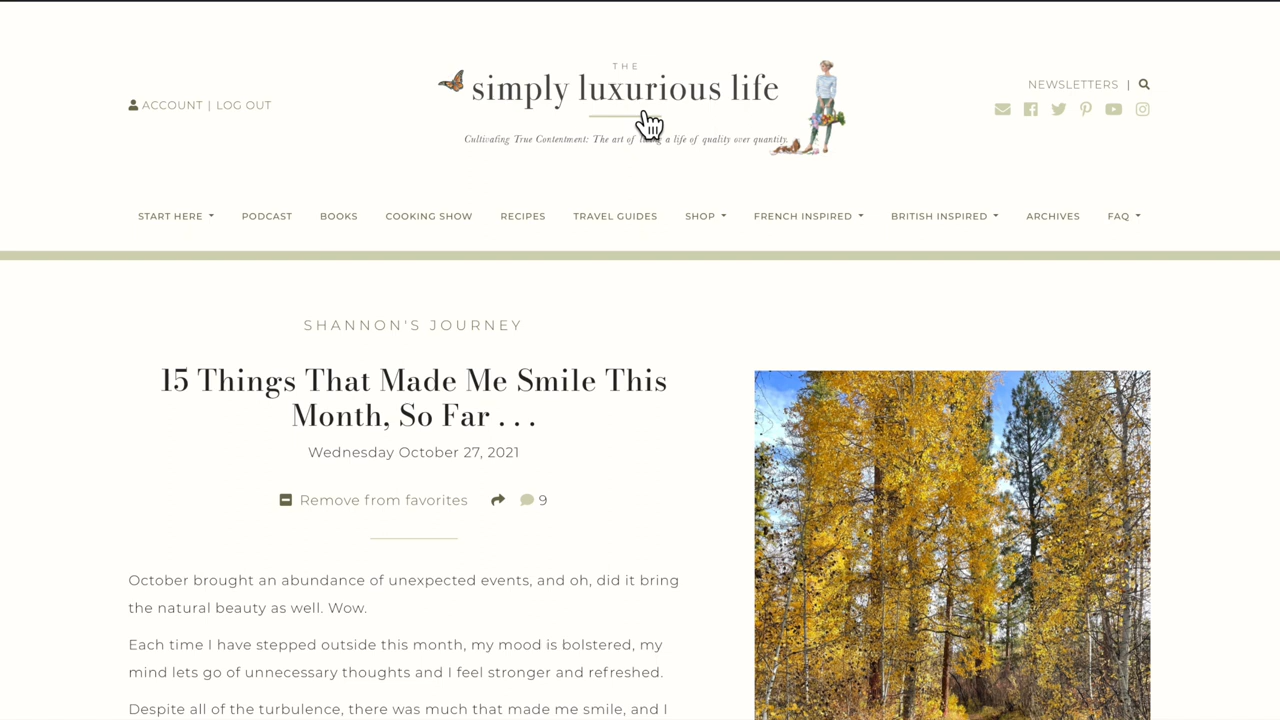 THE
simply luxurious life
ACCOUNT | LOG OUT
NEWSLETTERS |
Cultivating True Contentment: The art of living a life of quality over quantity.
START HERE PODCAST BOOKS COOKING SHOW RECIPES TRAVEL GUIDES SHOP FRENCH INSPIRED BRITISH INSPIRED ARCHIVES FAQ
SHANNON'S JOURNEY
15 Things That Made Me Smile This
Month, So Far . . .
Wednesday October 27, 2021
Remove from favorites 9
October brought an abundance of unexpected events, and oh, did it bring
the natural beauty as well. Wow.
Each time I have stepped outside this month, my mood is bolstered, my
mind lets go of unnecessary thoughts and I feel stronger and refreshed.
Despite all of the turbulence, there was much that made me smile, and I